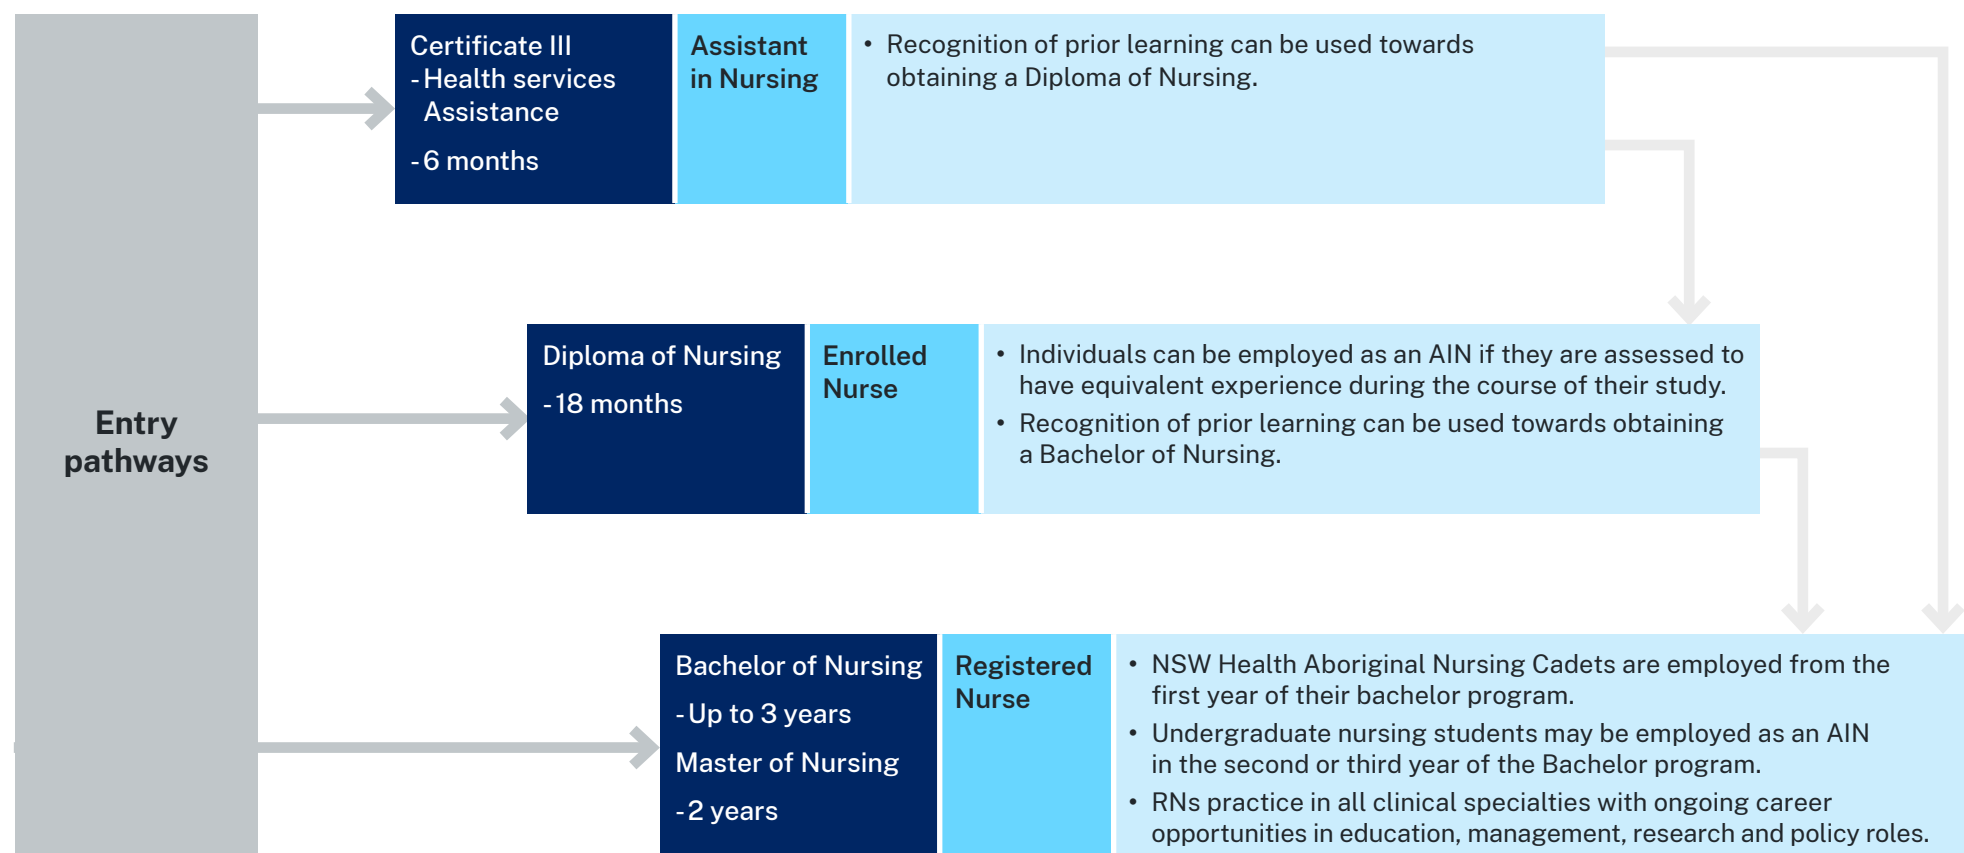 Entry
pathways
Certificate III
- Health services
Assistance
- 6 months
Assistant
in Nursing
• Recognition of prior learning can be used towards
obtaining a Diploma of Nursing.
Diploma of Nursing
- 18 months
Enrolled
Nurse
• Individuals can be employed as an AIN if they are assessed to
have equivalent experience during the course of their study.
• Recognition of prior learning can be used towards obtaining
a Bachelor of Nursing.
Bachelor of Nursing
- Up to 3 years
Master of Nursing
- 2 years
Registered
Nurse
• NSW Health Aboriginal Nursing Cadets are employed from the
first year of their bachelor program.
• Undergraduate nursing students may be employed as an AIN
in the second or third year of the Bachelor program.
• RNs practice in all clinical specialties with ongoing career
opportunities in education, management, research and policy roles.